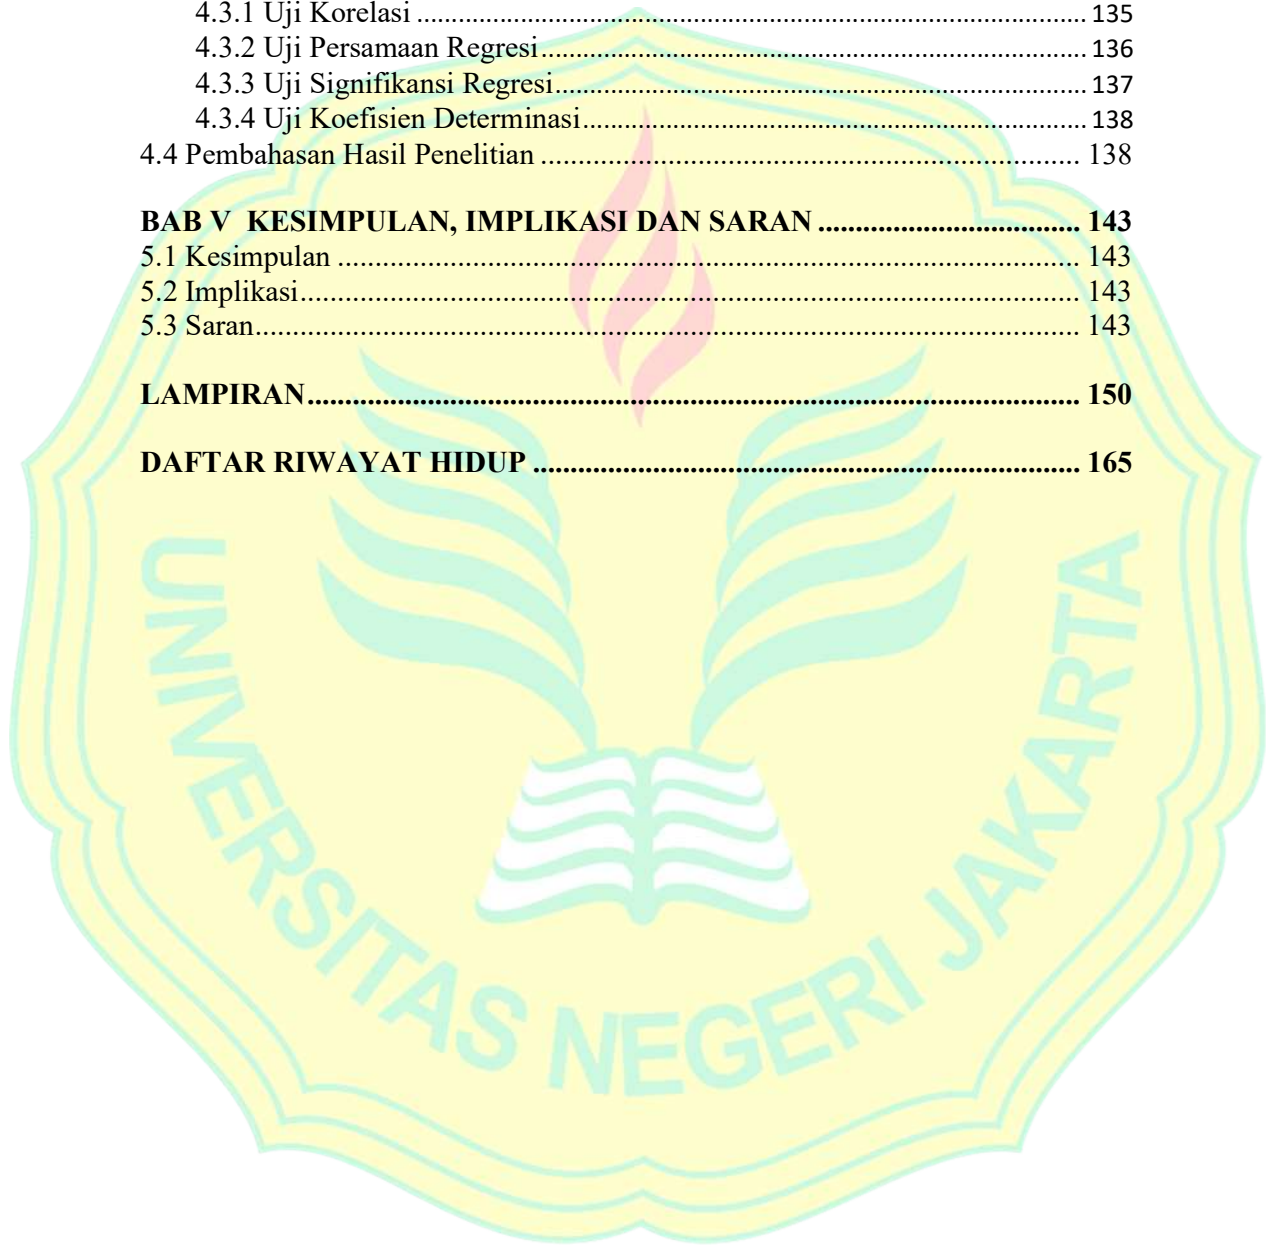 4.3.1 Uji Korelasi ........................................................................................ 135
4.3.2 Uji Persamaan Regresi ........................................................................ 136
4.3.3 Uji Signifikansi Regresi ...................................................................... 137
4.3.4 Uji Koefisien Determinasi .................................................................. 138
4.4 Pembahasan Hasil Penelitian ........................................................................ 138
BAB V KESIMPULAN, IMPLIKASI DAN SARAN ................................. 143
5.1 Kesimpulan ................................................................................................... 143
5.2 Implikasi ........................................................................................................ 143
5.3 Saran .............................................................................................................. 143
LAMPIRAN ....................................................................................................... 150
DAFTAR RIWAYAT HIDUP ......................................................................... 165
UNIVERSITAS NEGERI JAKARTA